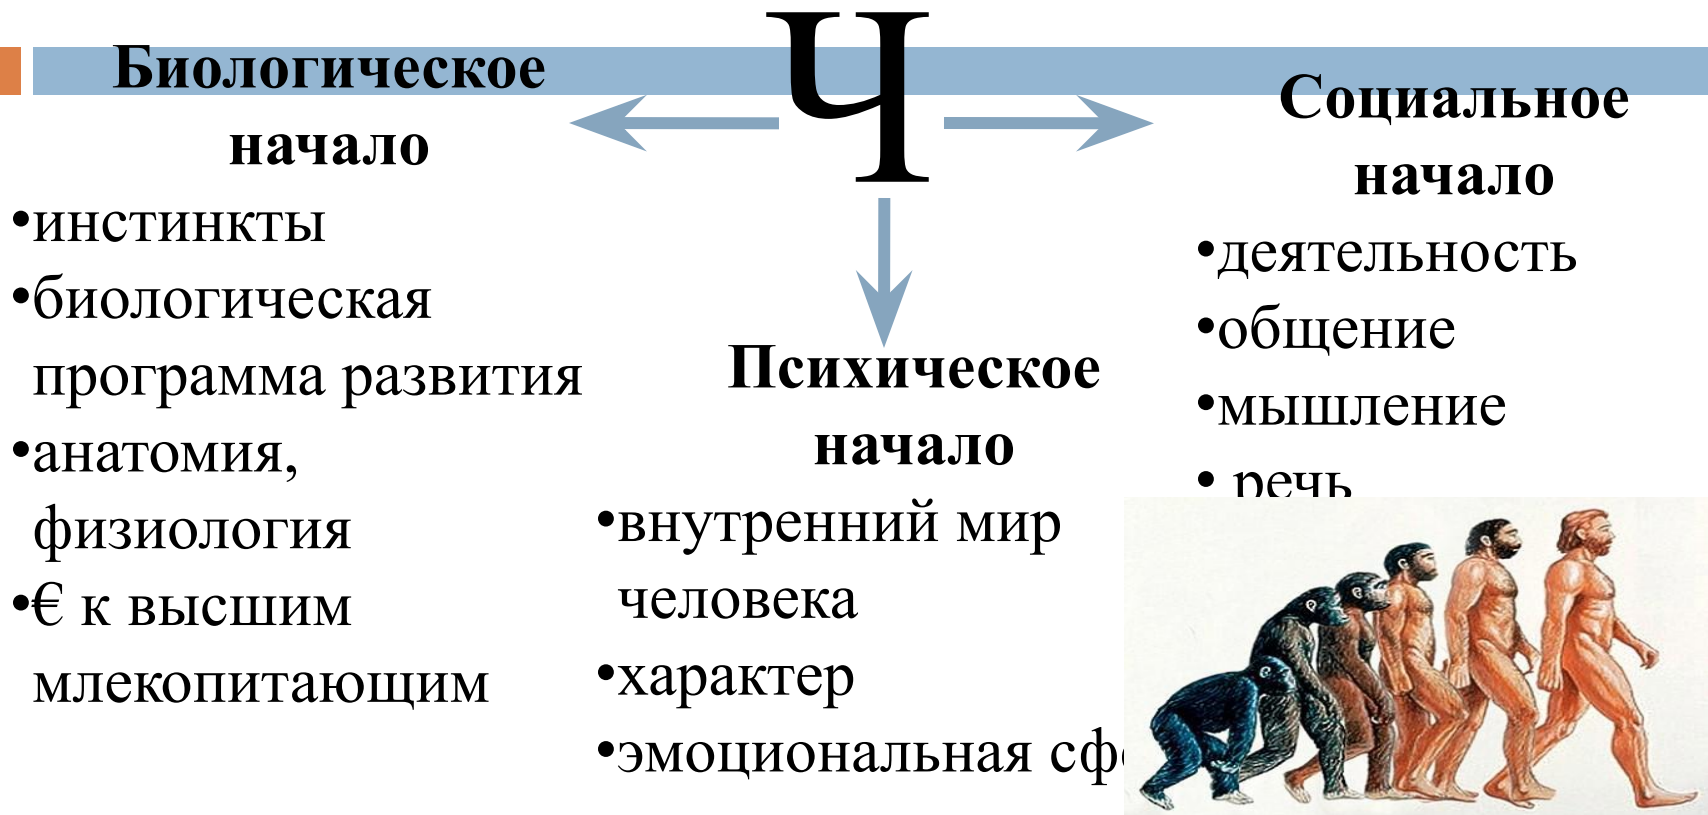 Ч
Биологическое
начало
•инстинкты
•биологическая
программа развития
•анатомия,
физиология
•€ к высшим
млекопитающим
Психическое
начало
•внутренний мир
человека
•характер
•эмоциональная
Социальное
начало
•деятельность
•общение
•мышление
• речь